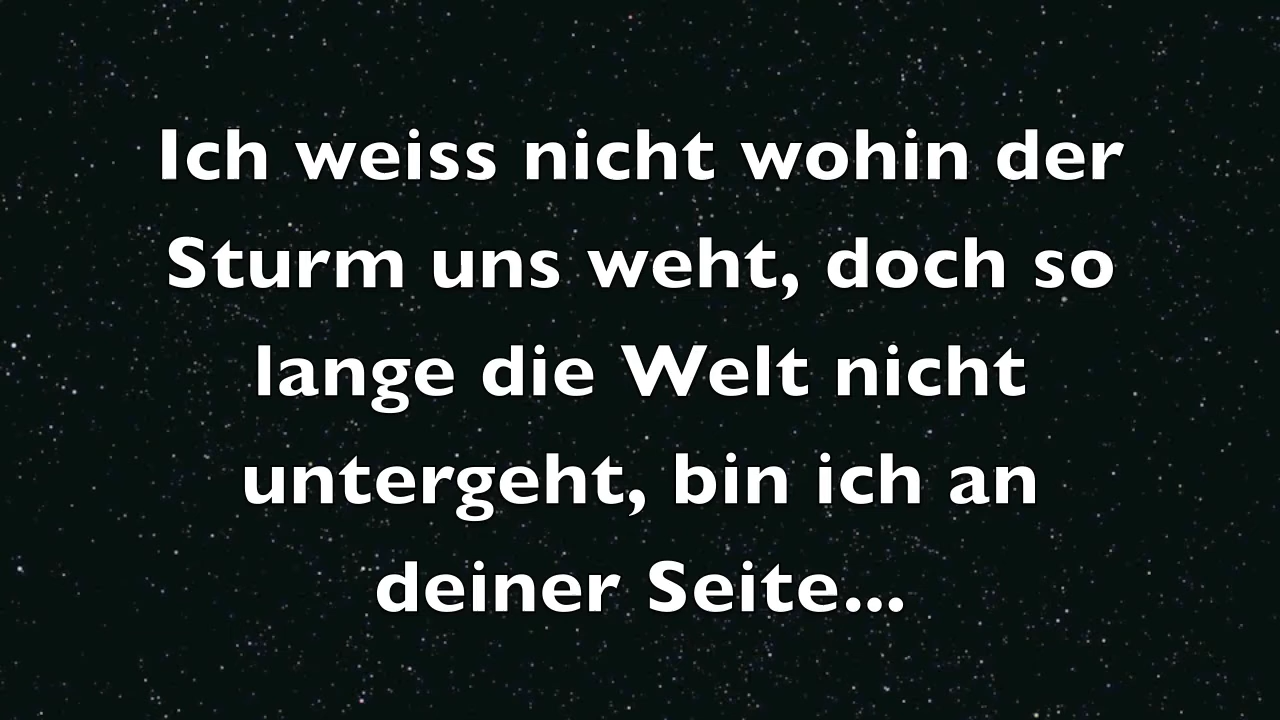 Ich weiss nicht wohin der
Sturm uns weht, doch so
lange die Welt nicht
untergeht, bin ich an
deiner Seite...